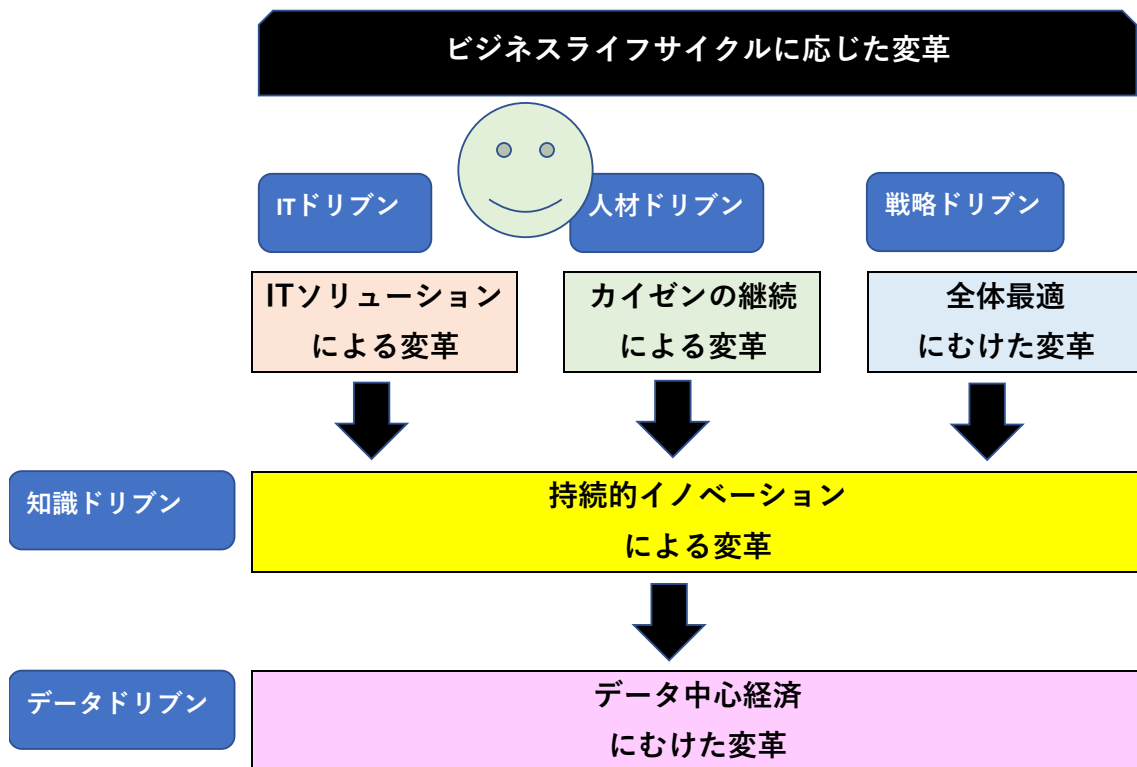 ビジネスライフサイクルに応じた変革
ITドリブン
人材ドリブン
戦略ドリブン
ITソリューション
による変革
カイゼンの継続
による変革
全体最適
にむけた変革
知識ドリブン
持続的イノベーション
による変革
データドリブン
データ中心経済
にむけた変革